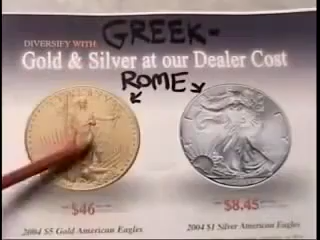 GREEK-
DIVERSIFY WITH
Gold & Silver at our Dealer Cost
ROME
$46
$8.45
2004 $5 Gold American Eagles
2004 $1 Silver American Eagles